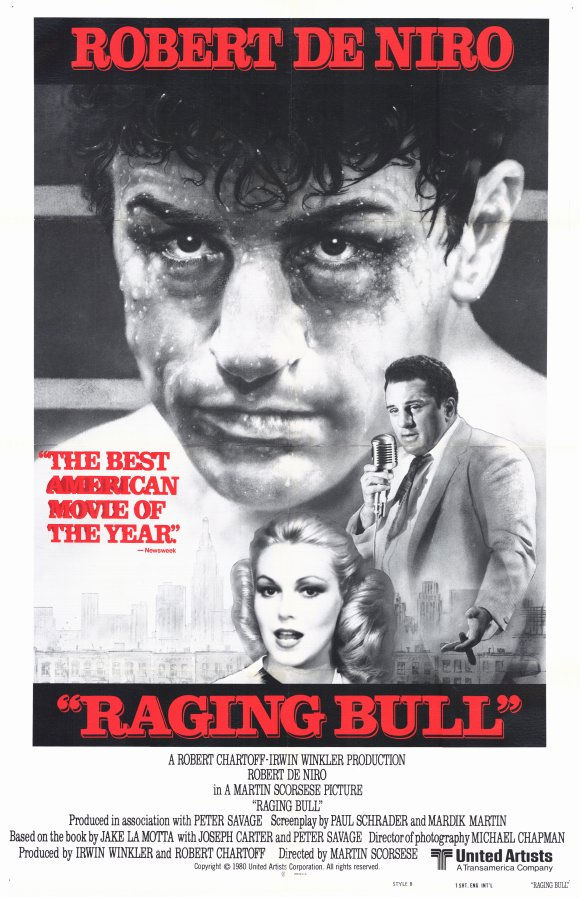 ROBERT DE NIRO
"THE BEST
AMERICAN
MOVIE OF
THE YEAR."
— Newsweek
"RAGING BULL"
A ROBERT CHARTOFF-IRWIN WINKLER PRODUCTION
ROBERT DE NIRO
in A MARTIN SCORSESE PICTURE
"RAGING BULL"
Produced in association with PETER SAVAGE Screenplay by PAUL SCHRADER and MARDIK MARTIN
Based on the book by JAKE LA MOTTA with JOSEPH CARTER and PETER SAVAGE Director of photography MICHAEL CHAPMAN
Produced by IRWIN WINKLER and ROBERT CHARTOFF Directed by MARTIN SCORSESE
United Artists
A Transamerica Company
Copyright © 1980 United Artists Corporation. All rights reserved.
STYLE B 1 SHT. ENG. INT'L "RAGING BULL"